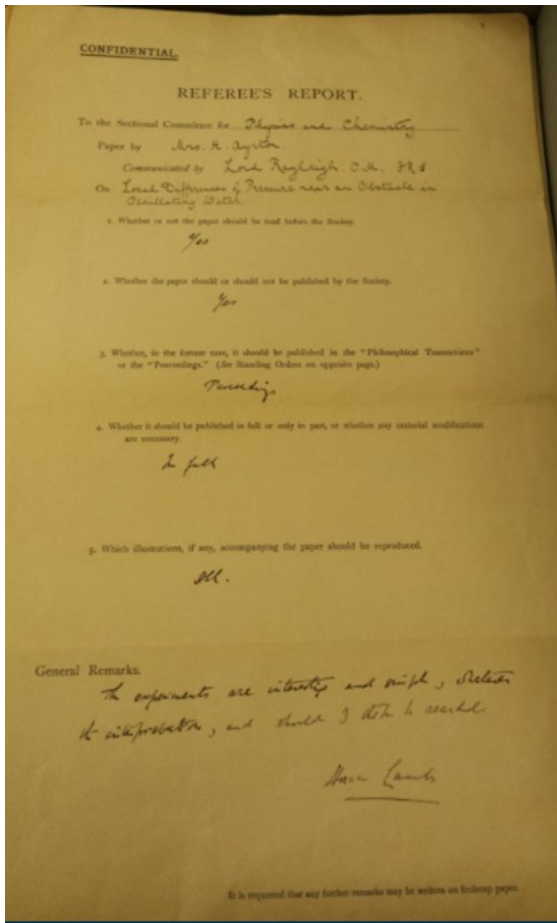 CONFIDENTIAL.
REFEREE'S REPORT.
To the Sectional Committee for Physics and Chemistry
Paper by Mrs. H. Ayrton
Communicated by Lord Rayleigh, O.M., FRS
On Local Differences of Pressure near an Obstacle in
Oscillating Water.
1. Whether or not the paper should be read before the Society.
Yes
2. Whether the paper should or should not be published by the Society.
Yes
3. Whether, in the former case, it should be published in the "Philosophical Transactions"
or the "Proceedings." (See Standing Orders on opposite page.)
Proceedings
4. Whether it should be published in full or only in part, or whether any material modifications
are necessary.
In full
5. Which illustrations, if any, accompanying the paper should be reproduced.
All.
General Remarks.
The experiments are interesting and simple, whatever
interpretation, and should I think be recorded
Horace Lamb
It is requested that any further remarks may be written on foolscap paper.